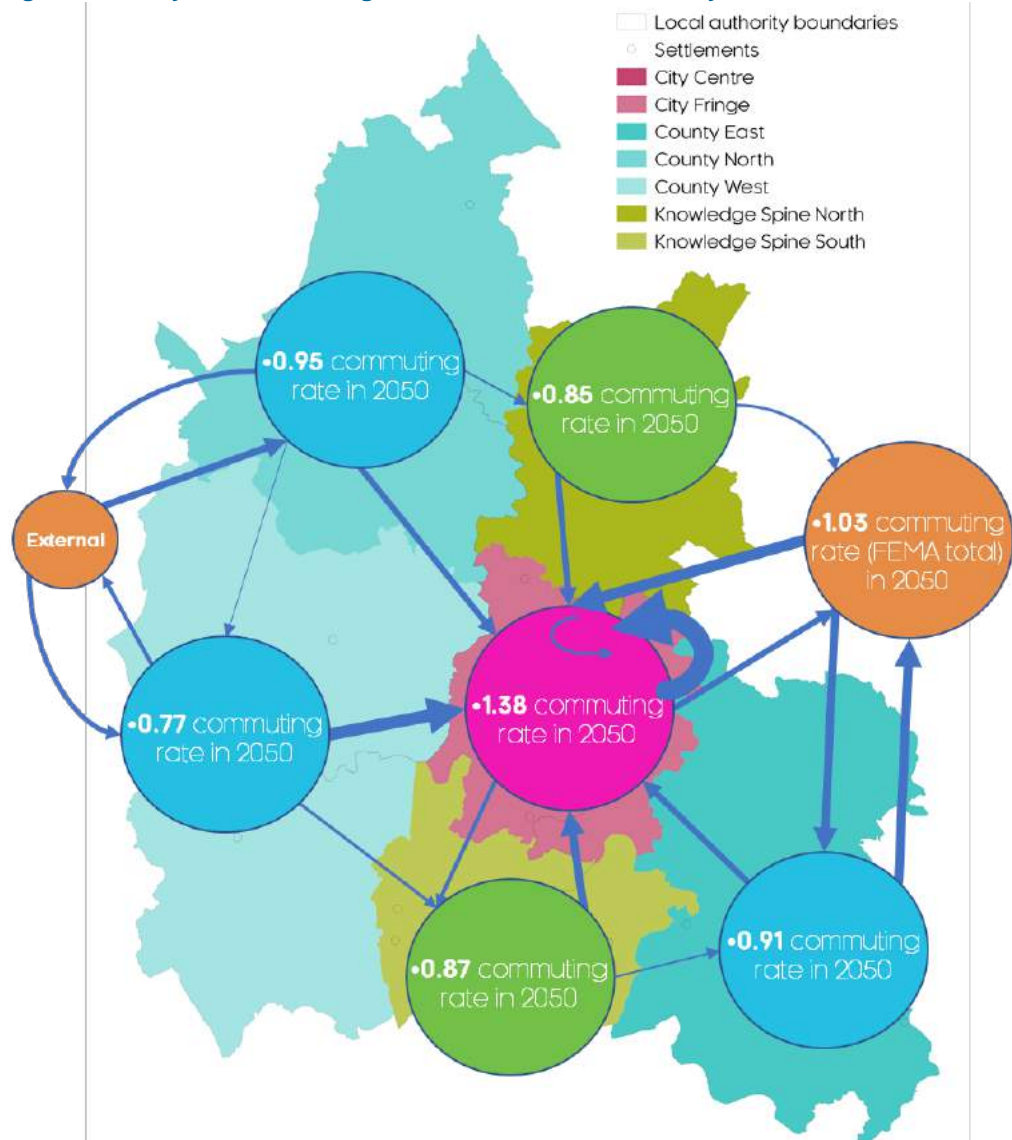 Local authority boundaries
Settlements
City Centre
City Fringe
County East
County North
County West
Knowledge Spine North
Knowledge Spine South
•0.95 commuting
rate in 2050
•0.85 commuting
rate in 2050
External
•1.03 commuting
rate (FEMA total)
in 2050
•0.77 commuting
rate in 2050
•1.38 commuting
rate in 2050
•0.87 commuting
rate in 2050
•0.91 commuting
rate in 2050